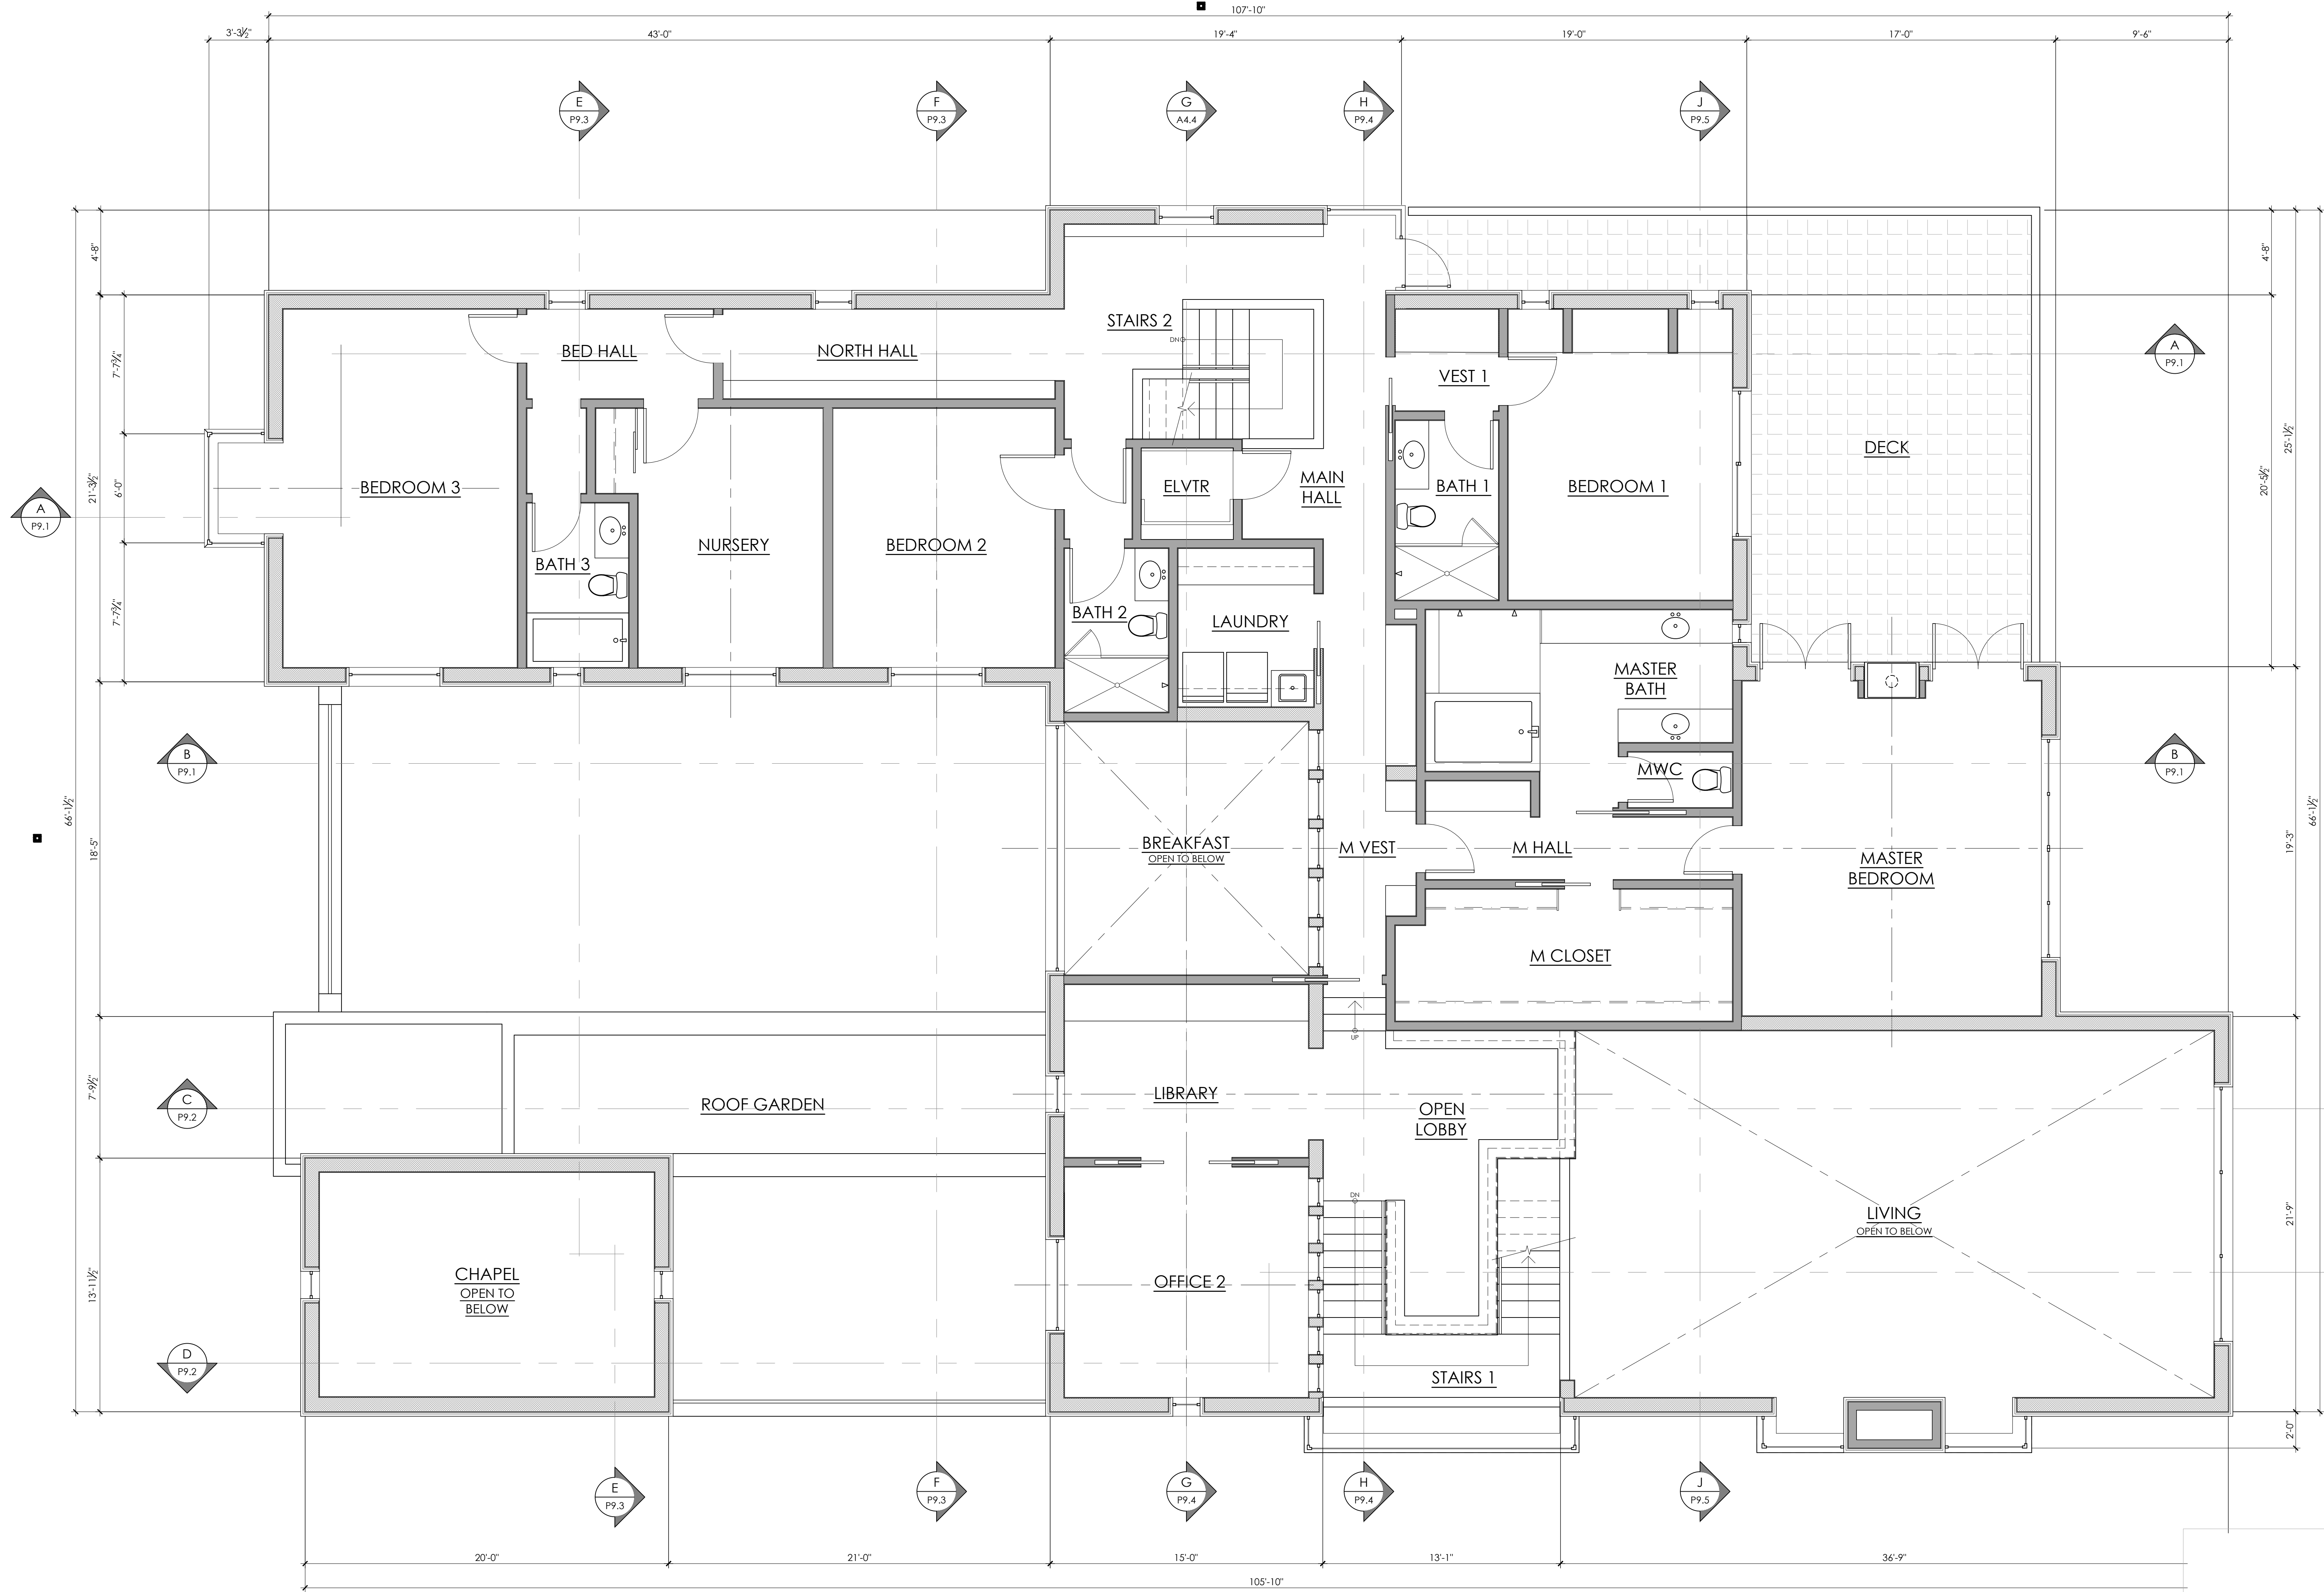 107'-10"
3'-3½"
43'-0"
19'-4"
19'-0"
17'-0"
9'-6"
E
P9.3
F
P9.3
G
A4.4
H
P9.4
J
P9.5
4'-8"
4'-8"
STAIRS 2
DN
BED HALL
NORTH HALL
A
P9.1
7'-7¾"
VEST 1
DECK
25'-1½"
20'-5½"
21'-3½"
6'-0"
BEDROOM 3
ELVTR
MAIN
HALL
BATH 1
BEDROOM 1
A
P9.1
NURSERY
BEDROOM 2
BATH 3
7'-7¾"
BATH 2
LAUNDRY
MASTER
BATH
B
P9.1
MWC
B
P9.1
66'-1½"
66'-1½"
18'-5"
BREAKFAST
OPEN TO BELOW
M VEST
M HALL
MASTER
BEDROOM
19'-3"
M CLOSET
UP
C
P9.2
7'-9½"
ROOF GARDEN
LIBRARY
OPEN
LOBBY
DN
LIVING
OPEN TO BELOW
21'-9"
CHAPEL
OPEN TO
BELOW
13'-11½"
OFFICE 2
D
P9.2
STAIRS 1
2'-0"
E
P9.3
F
P9.3
G
P9.4
H
P9.4
J
P9.5
20'-0"
21'-0"
15'-0"
13'-1"
36'-9"
105'-10"